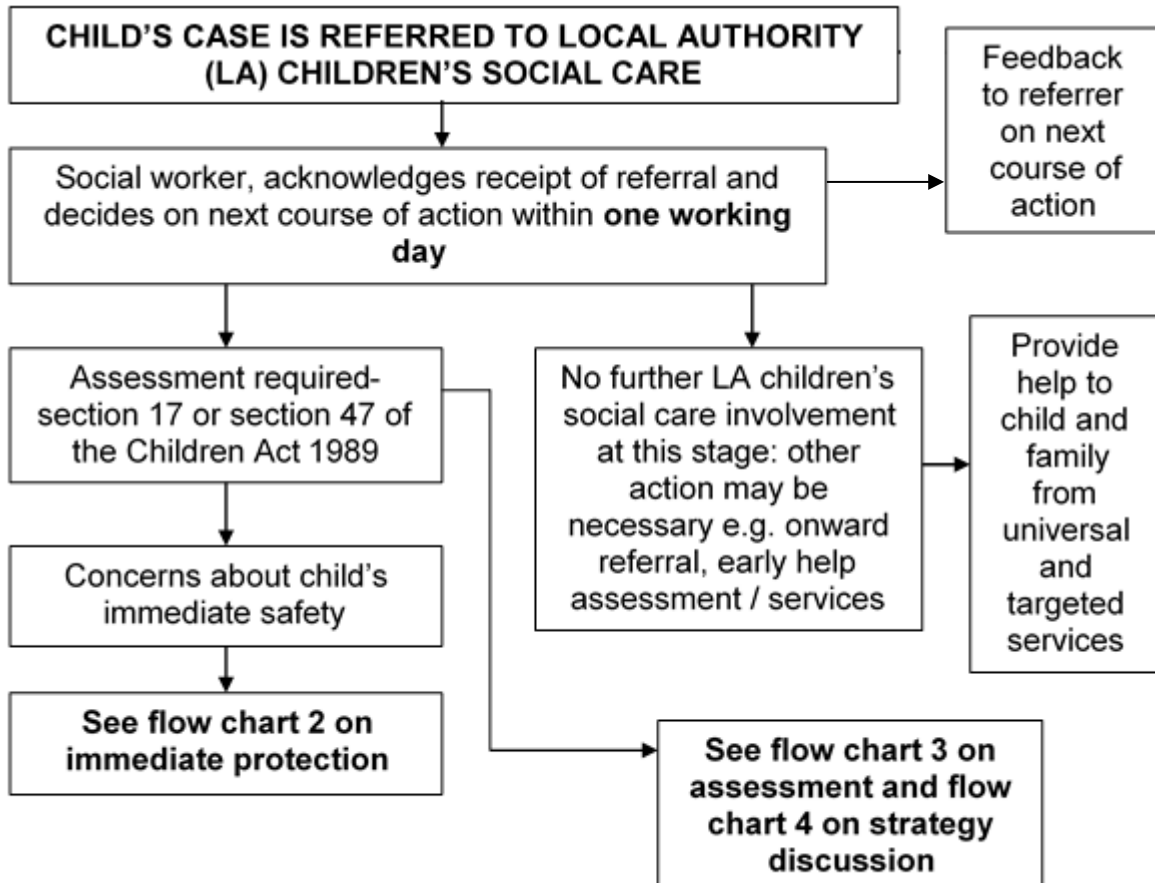 CHILD’S CASE IS REFERRED TO LOCAL AUTHORITY
(LA) CHILDREN’S SOCIAL CARE
Feedback
to referrer
on next
course of
action
Social worker, acknowledges receipt of referral and
decides on next course of action within one working
day
Assessment required-
section 17 or section 47 of
the Children Act 1989
No further LA children’s
social care involvement
at this stage: other
action may be
necessary e.g. onward
referral, early help
assessment / services
Provide
help to
child and
family
from
universal
and
targeted
services
Concerns about child’s
immediate safety
See flow chart 2 on
immediate protection
See flow chart 3 on
assessment and flow
chart 4 on strategy
discussion